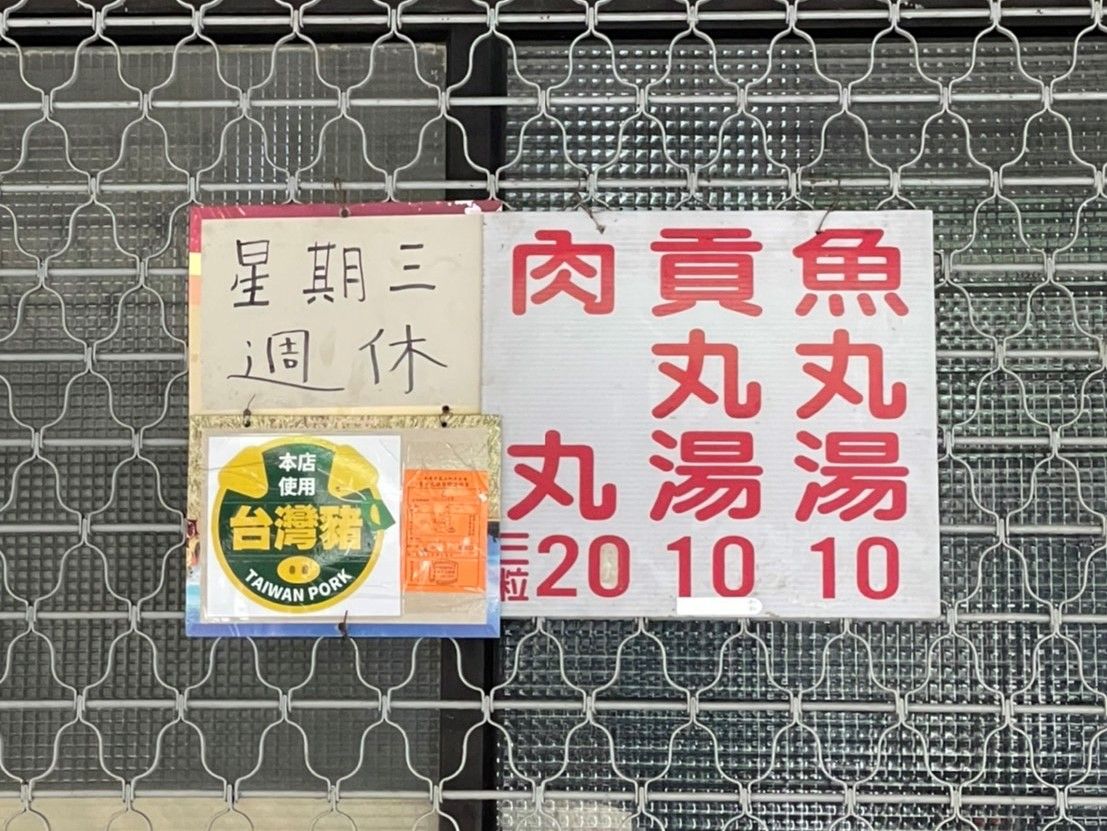 星期三
週休
本店
使用
台灣豬
TAIWAN PORK
魚丸湯 10
貢丸湯 10
肉丸 三粒 20